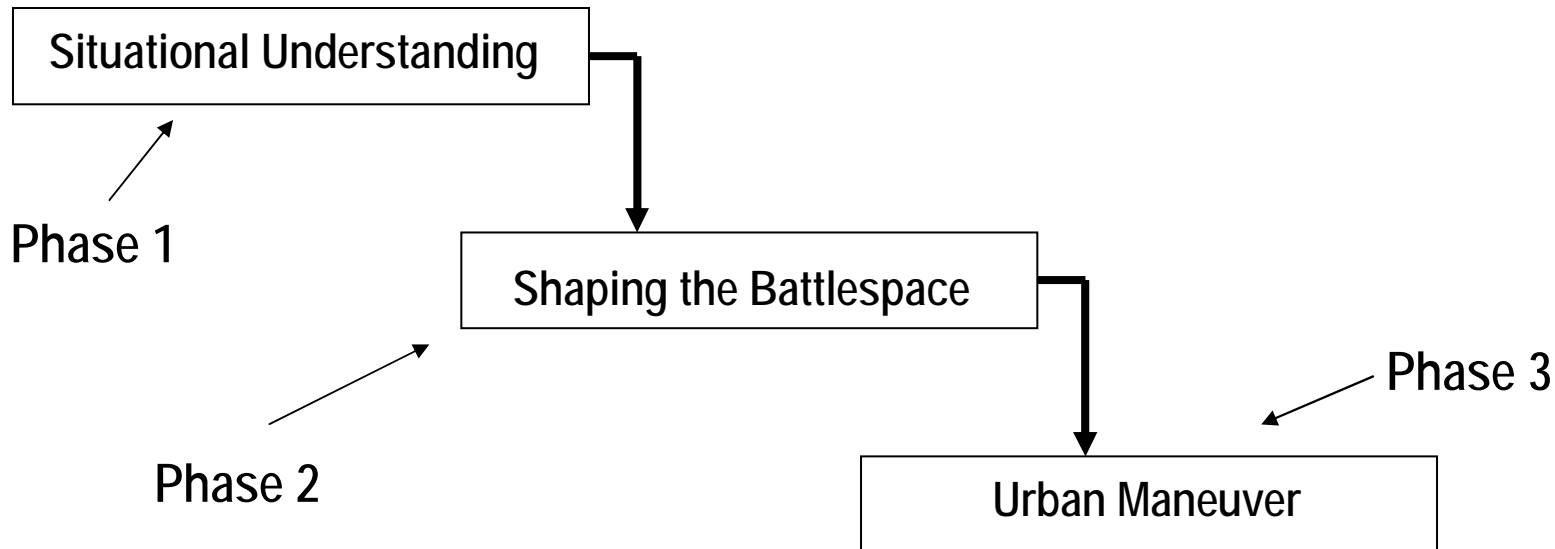 Situational Understanding
Phase 1
Shaping the Battlespace
Phase 2
Phase 3
Urban Maneuver